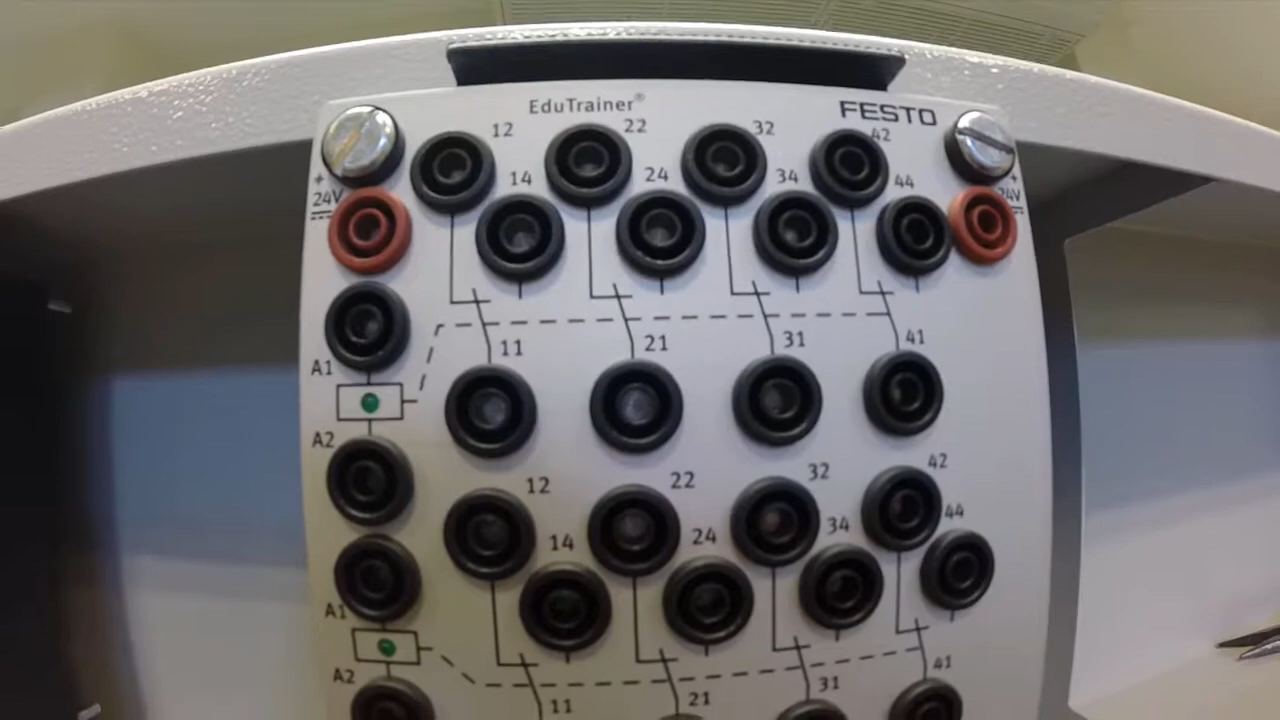 EduTrainer® FESTO
12 22 32 42
14 24 34 44
+ +
24V 24V
11 21 31 41
A1
A2
12 22 32 42
14 24 34 44
A1
A2
11 21 31 41